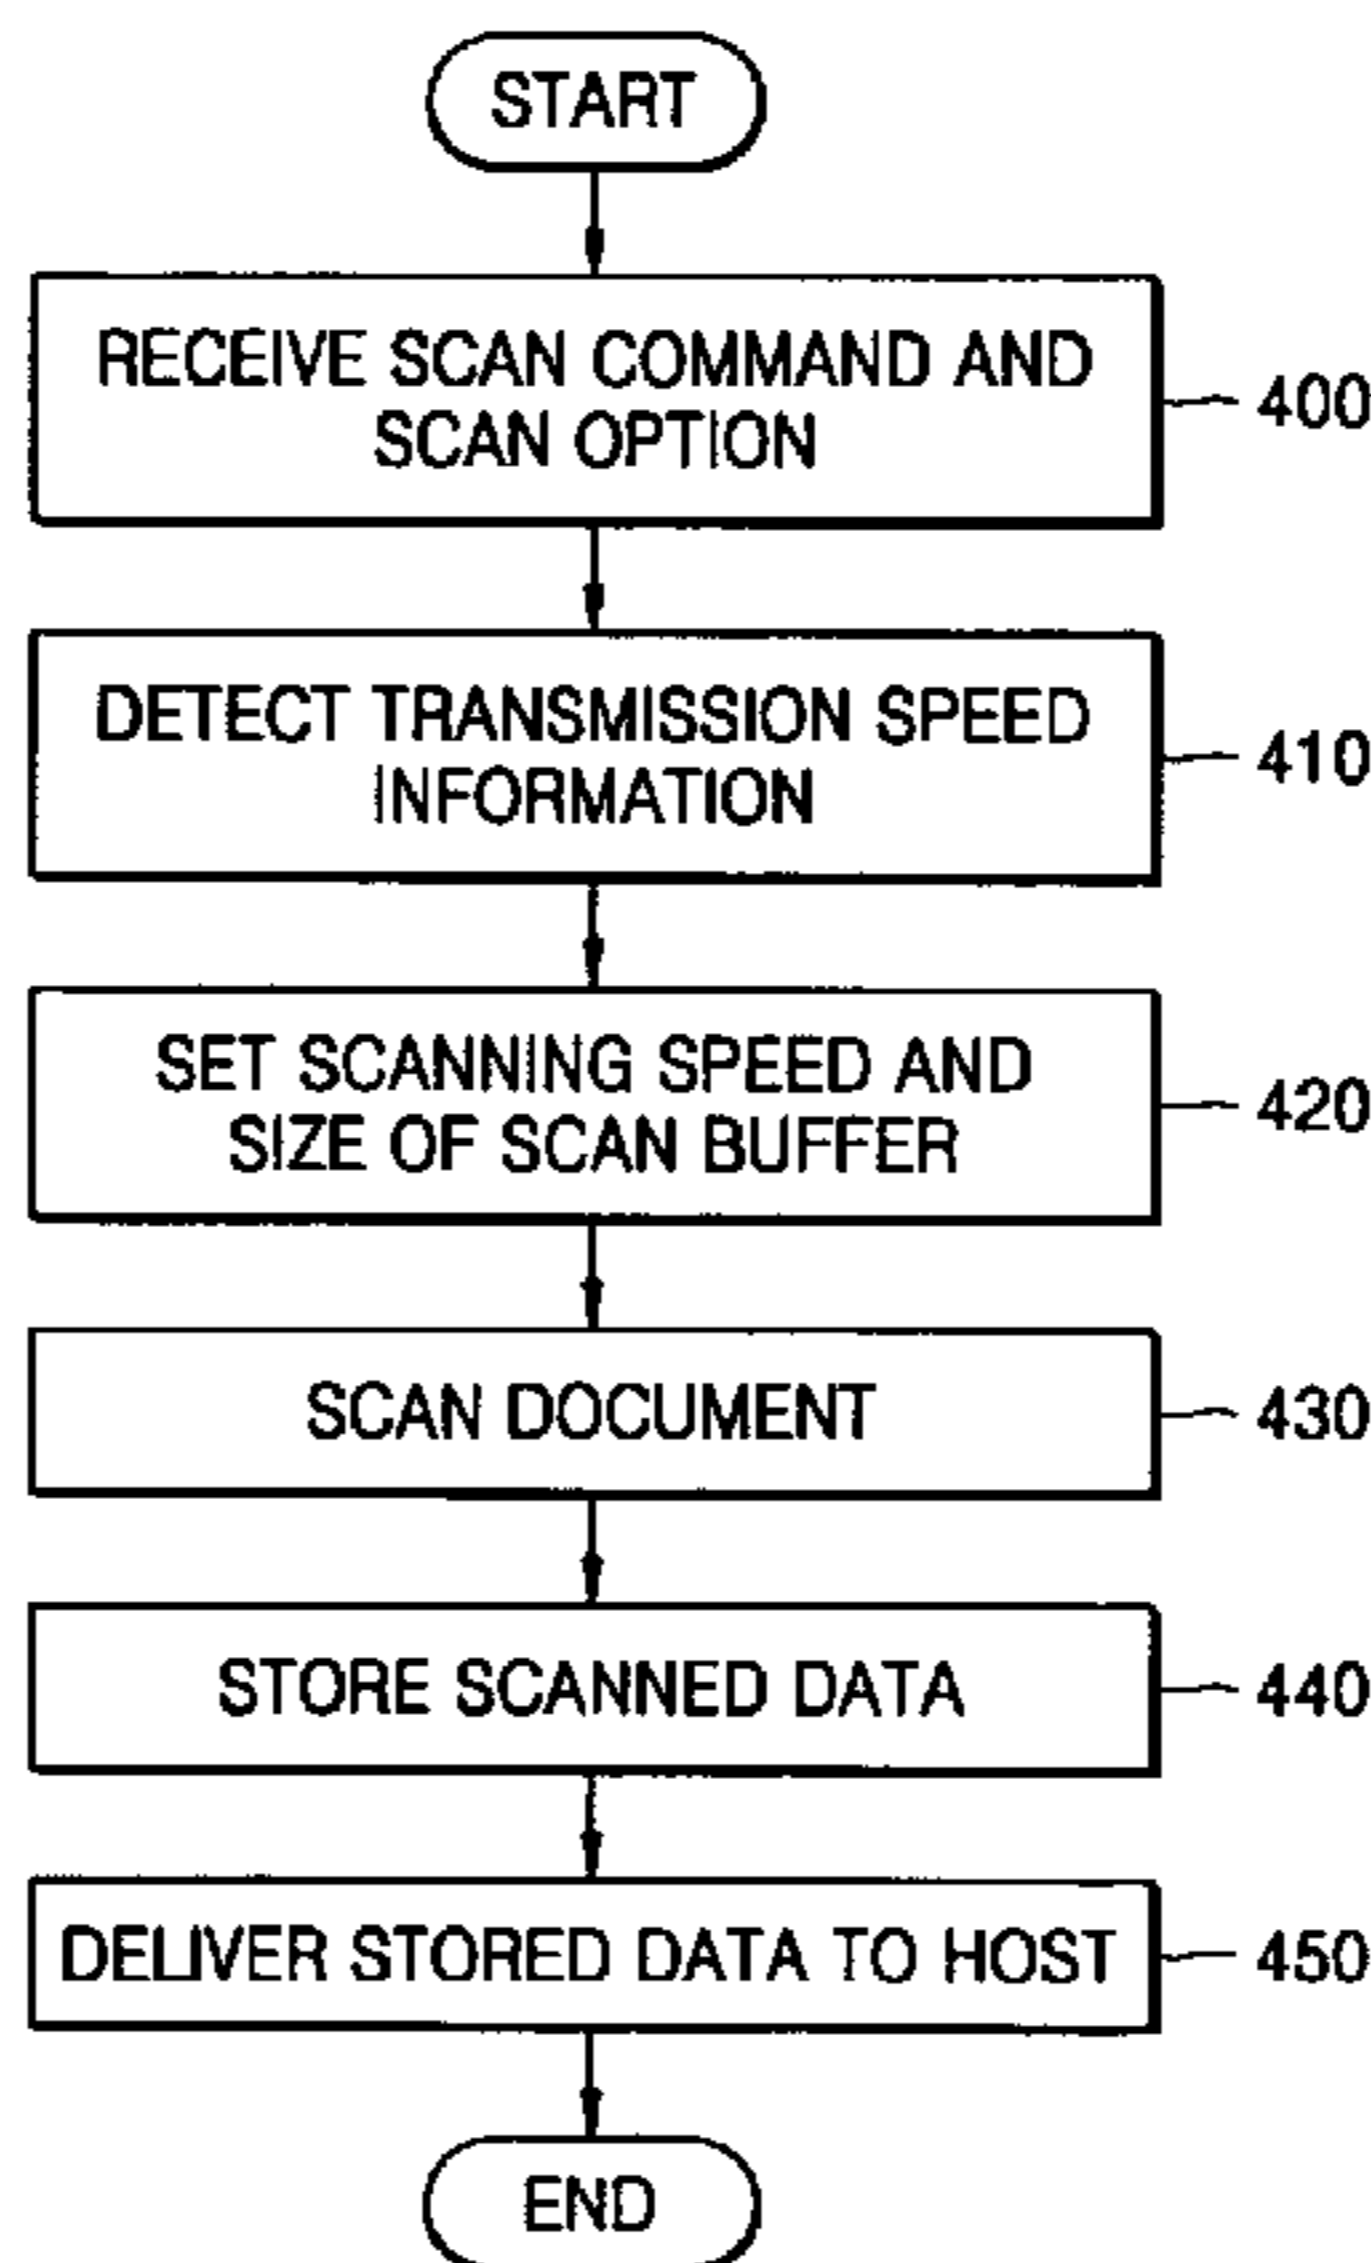 START
RECEIVE SCAN COMMAND AND
SCAN OPTION
400
DETECT TRANSMISSION SPEED
INFORMATION
410
SET SCANNING SPEED AND
SIZE OF SCAN BUFFER
420
SCAN DOCUMENT
430
STORE SCANNED DATA
440
DELIVER STORED DATA TO HOST
450
END